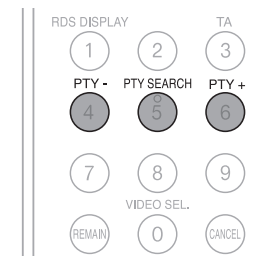 RDS DISPLAY TA
1 2 3
PTY - PTY SEARCH PTY +
4 5 6
7 8 9
VIDEO SEL.
REMAIN 0 CANCEL